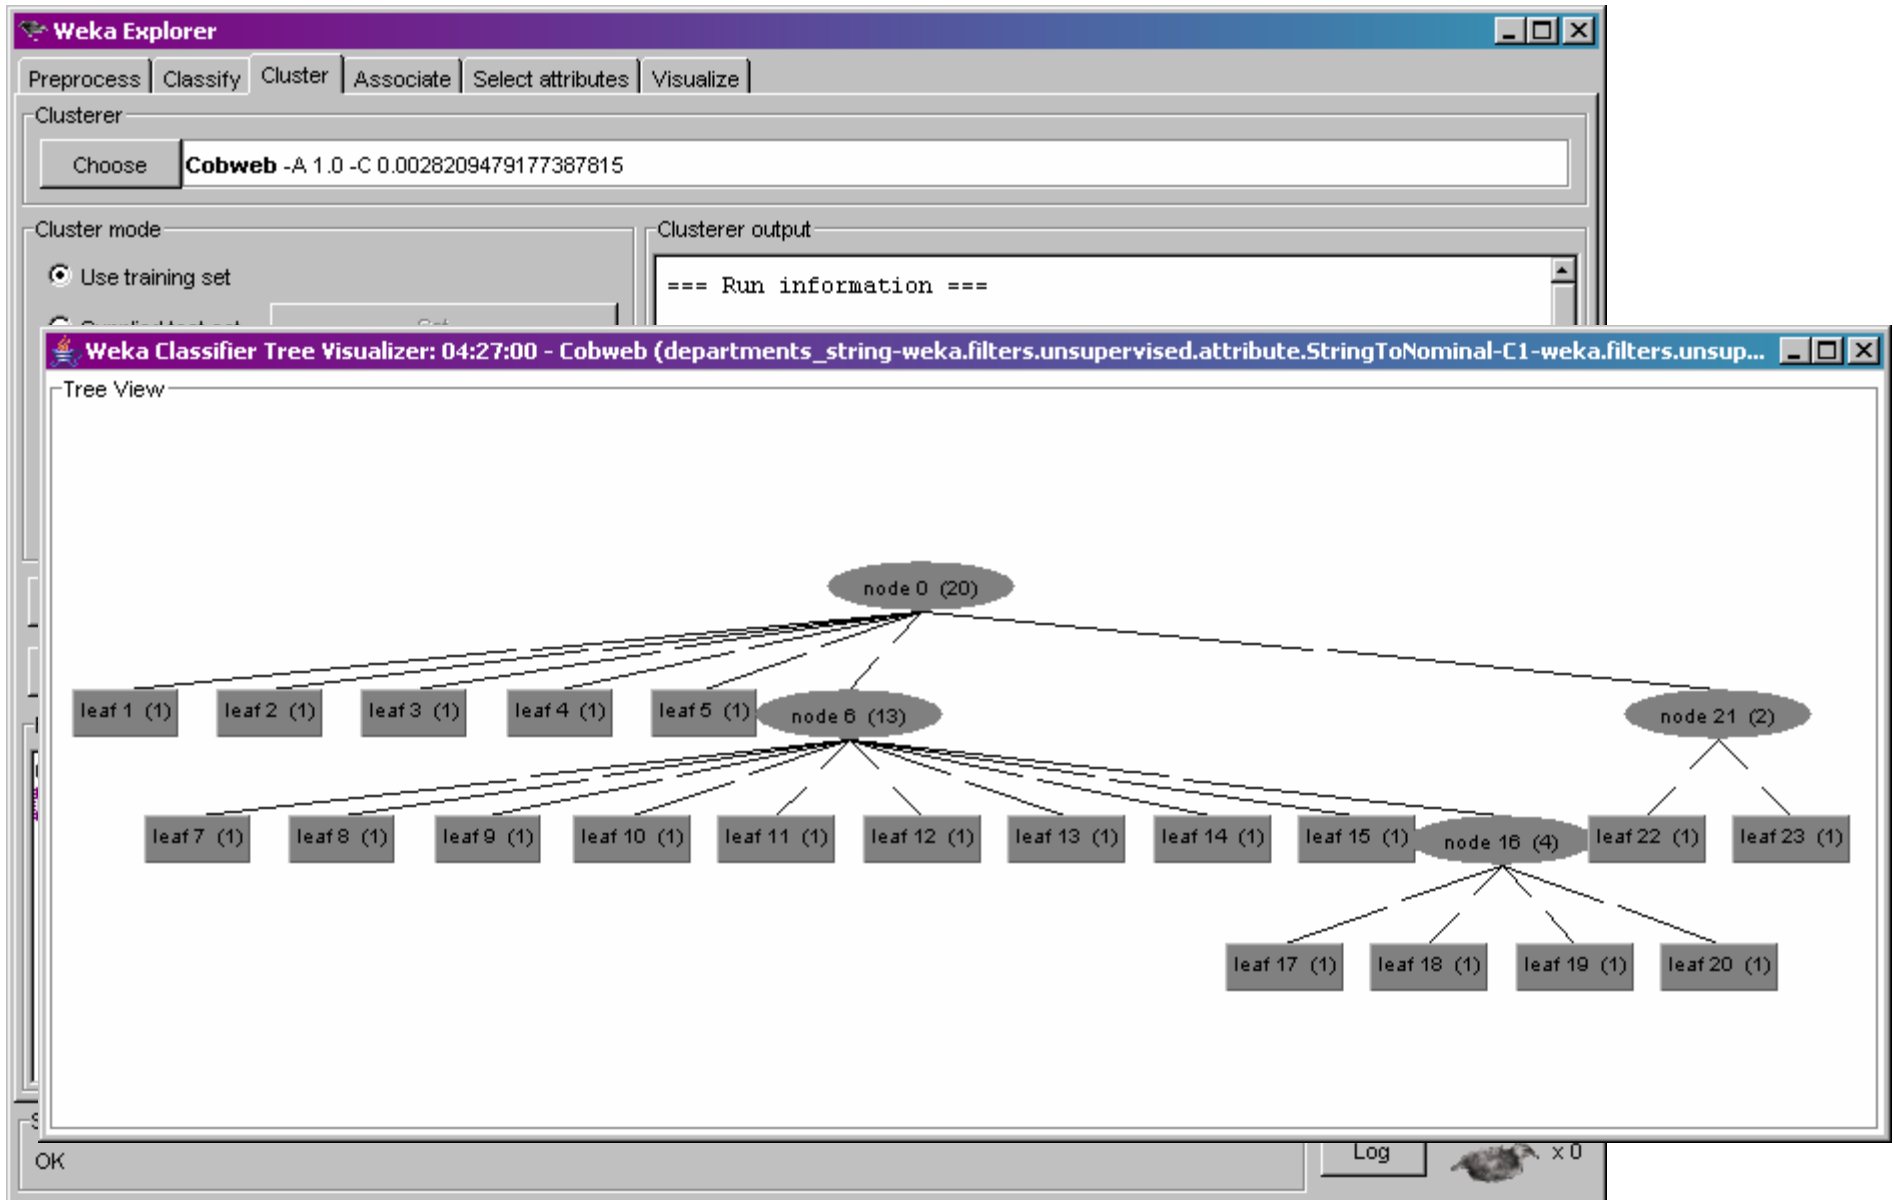 Weka Explorer
Preprocess Classify Cluster Associate Select attributes Visualize
Clusterer
Choose Cobweb -A 1.0 -C 0.0028209479177387815
Cluster mode
Clusterer output
Use training set
=== Run information ===
Weka Classifier Tree Visualizer: 04:27:00 - Cobweb (departments_string-weka.filters.unsupervised.attribute.StringToNominal-C1-weka.filters.unsup...
Tree View
node 0 (20)
leaf 1 (1) leaf 2 (1) leaf 3 (1) leaf 4 (1) leaf 5 (1) node 6 (13) node 21 (2)
leaf 7 (1) leaf 8 (1) leaf 9 (1) leaf 10 (1) leaf 11 (1) leaf 12 (1) leaf 13 (1) leaf 14 (1) leaf 15 (1) node 16 (4) leaf 22 (1) leaf 23 (1)
leaf 17 (1) leaf 18 (1) leaf 19 (1) leaf 20 (1)
OK
Log
x 0